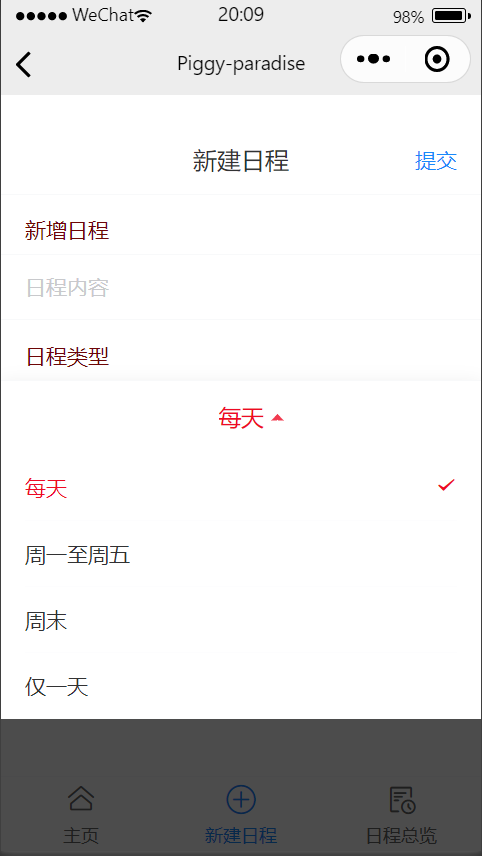 WeChat 20:09 98%
Piggy-paradise
新建日程 提交
新增日程
日程内容
日程类型
每天
每天
周一至周五
周末
仅一天
主页 新建日程 日程总览